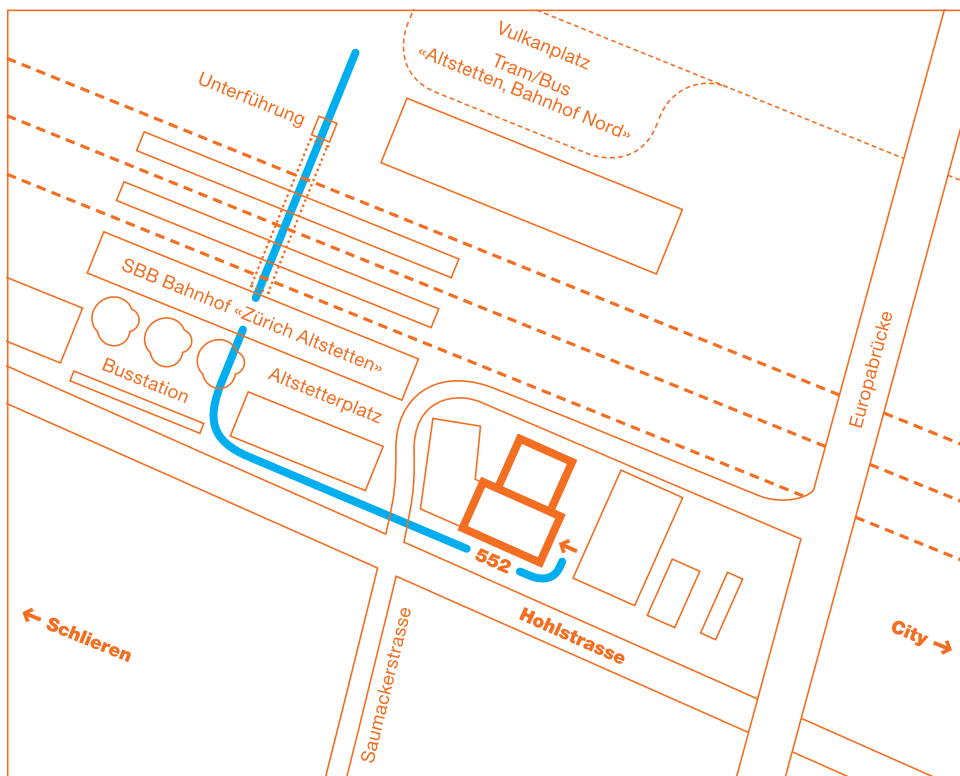 Vulkanplatz
Tram/Bus
«Altstetten, Bahnhof Nord»
Unterführung
SBB Bahnhof «Zürich Altstetten»
Busstation
Altstetterplatz
Europabrücke
552
← Schlieren
Hohlstrasse
City →
Saumackerstrasse